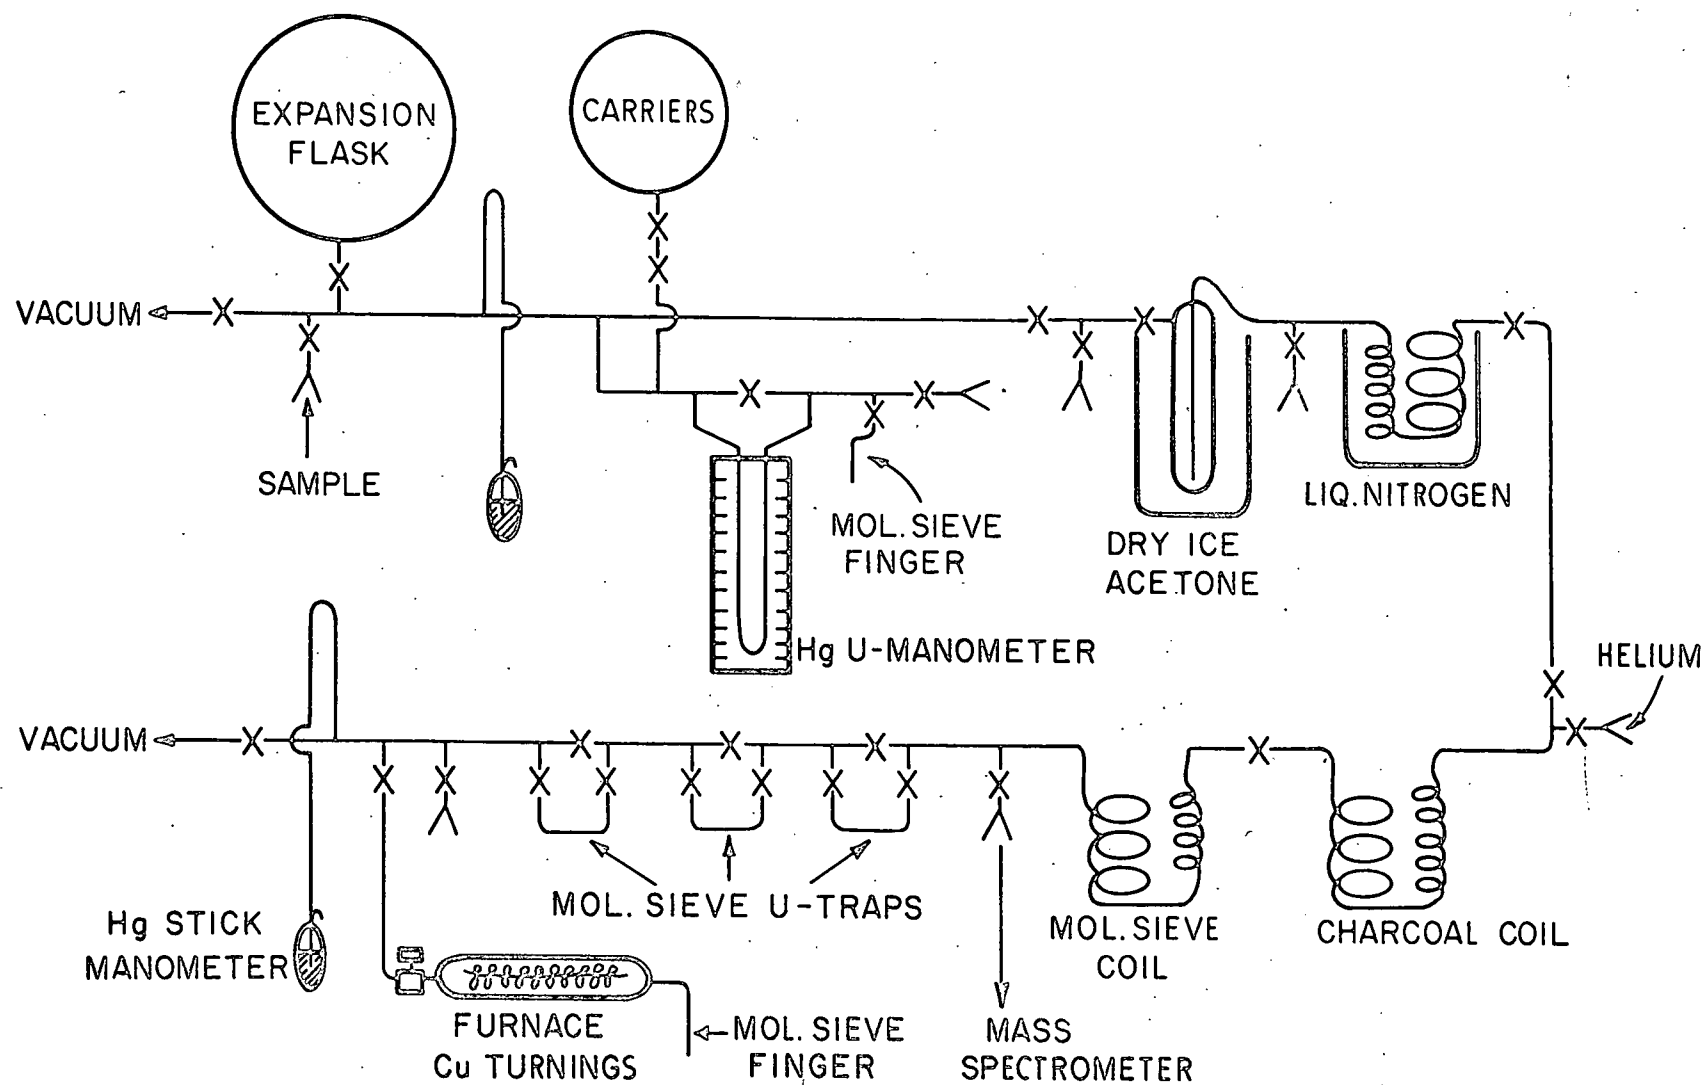 EXPANSION
FLASK
CARRIERS
VACUUM
SAMPLE
MOL. SIEVE
FINGER
Hg U-MANOMETER
DRY ICE
ACETONE
LIQ. NITROGEN
HELIUM
VACUUM
MOL. SIEVE U-TRAPS
Hg STICK
MANOMETER
MOL. SIEVE
COIL
CHARCOAL COIL
FURNACE
Cu TURNINGS
MOL. SIEVE
FINGER
MASS
SPECTROMETER